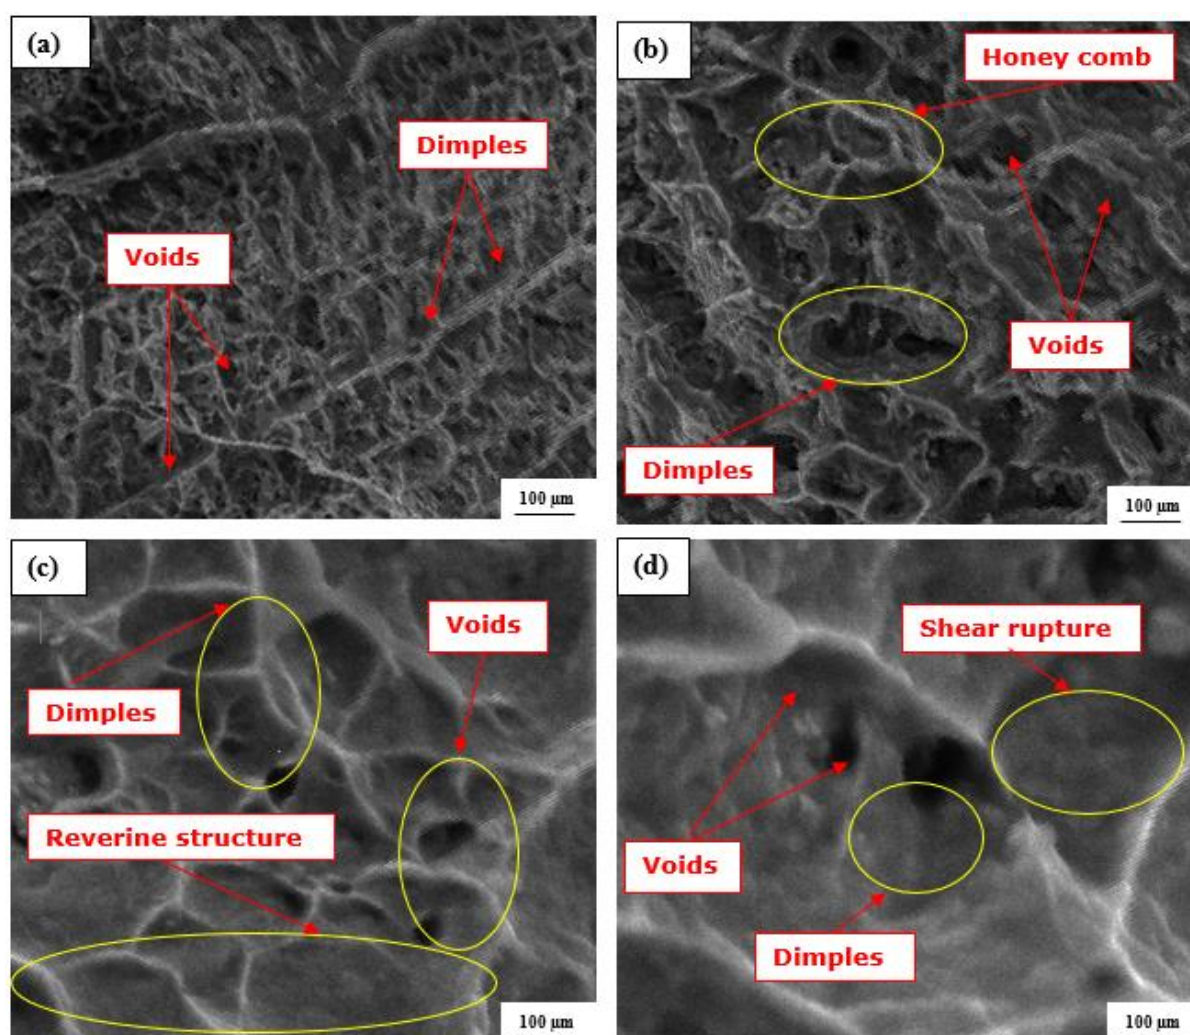 (a)
Dimples
Voids
100 µm
(b)
Honey comb
Voids
Dimples
100 µm
(c)
Voids
Dimples
Reverine structure
100 µm
(d)
Shear rupture
Voids
Dimples
100 µm